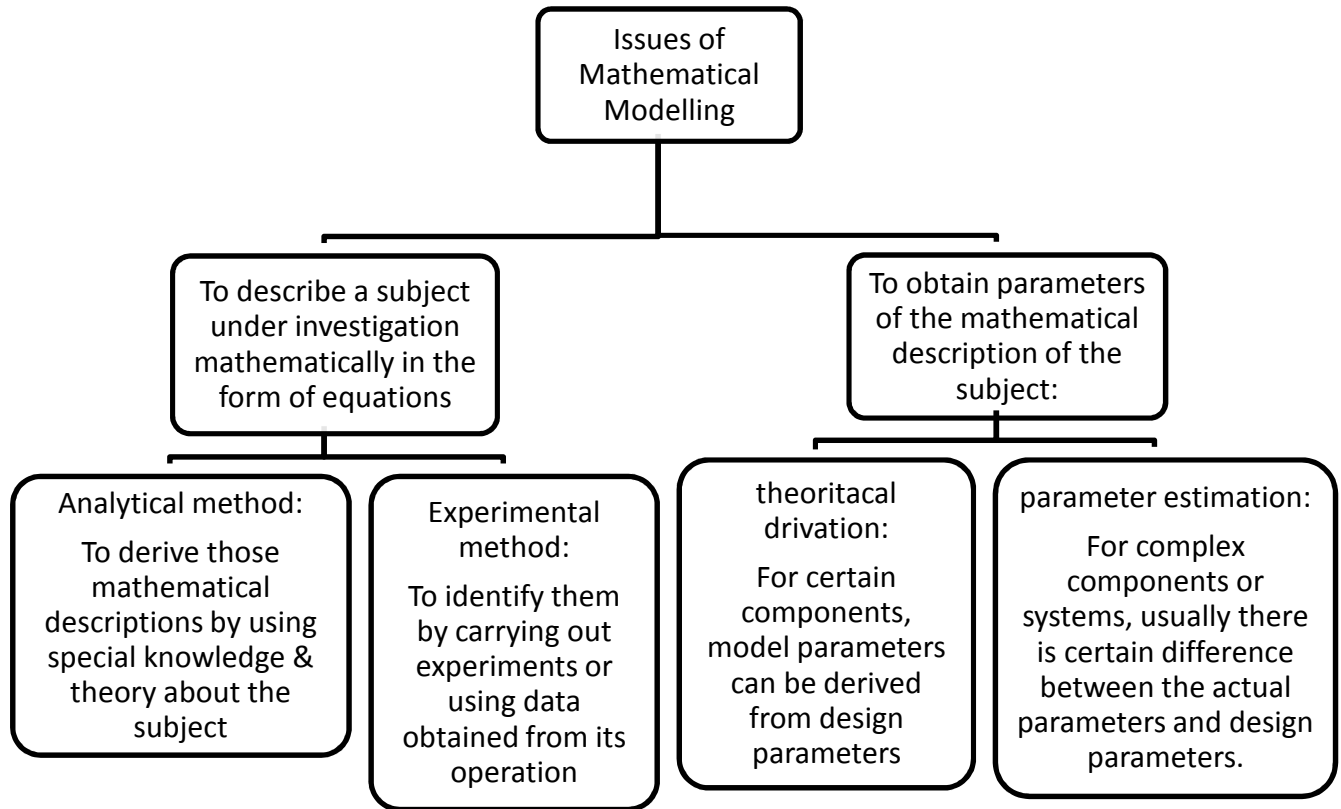 Issues of
Mathematical
Modelling
To describe a subject
under investigation
mathematically in the
form of equations
To obtain parameters
of the mathematical
description of the
subject:
Analytical method:
To derive those
mathematical
descriptions by using
special knowledge &
theory about the
subject
Experimental
method:
To identify them
by carrying out
experiments or
using data
obtained from its
operation
theoritacal
drivation:
For certain
components,
model parameters
can be derived
from design
parameters
parameter estimation:
For complex
components or
systems, usually there
is certain difference
between the actual
parameters and design
parameters.